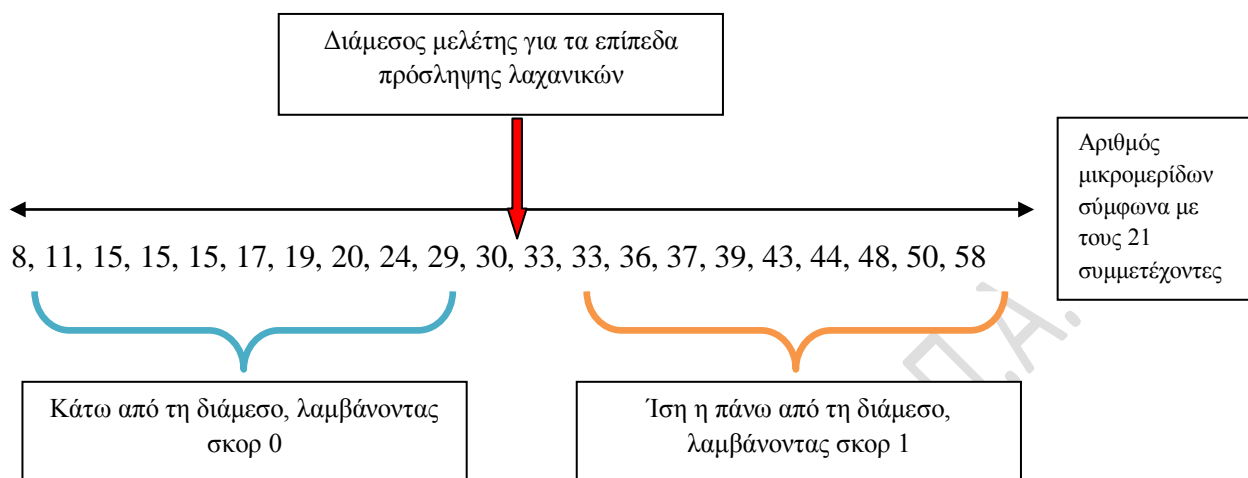 Διάμεσος μελέτης για τα επίπεδα
πρόσληψης λαχανικών
Αριθμός
μικρομερίδων
σύμφωνα με
τους 21
συμμετέχοντες
8, 11, 15, 15, 15, 17, 19, 20, 24, 29, 30, 33, 33, 36, 37, 39, 43, 44, 48, 50, 58
Κάτω από τη διάμεσο, λαμβάνοντας
σκορ 0
Ίση η πάνω από τη διάμεσο,
λαμβάνοντας σκορ 1
Π.Α.